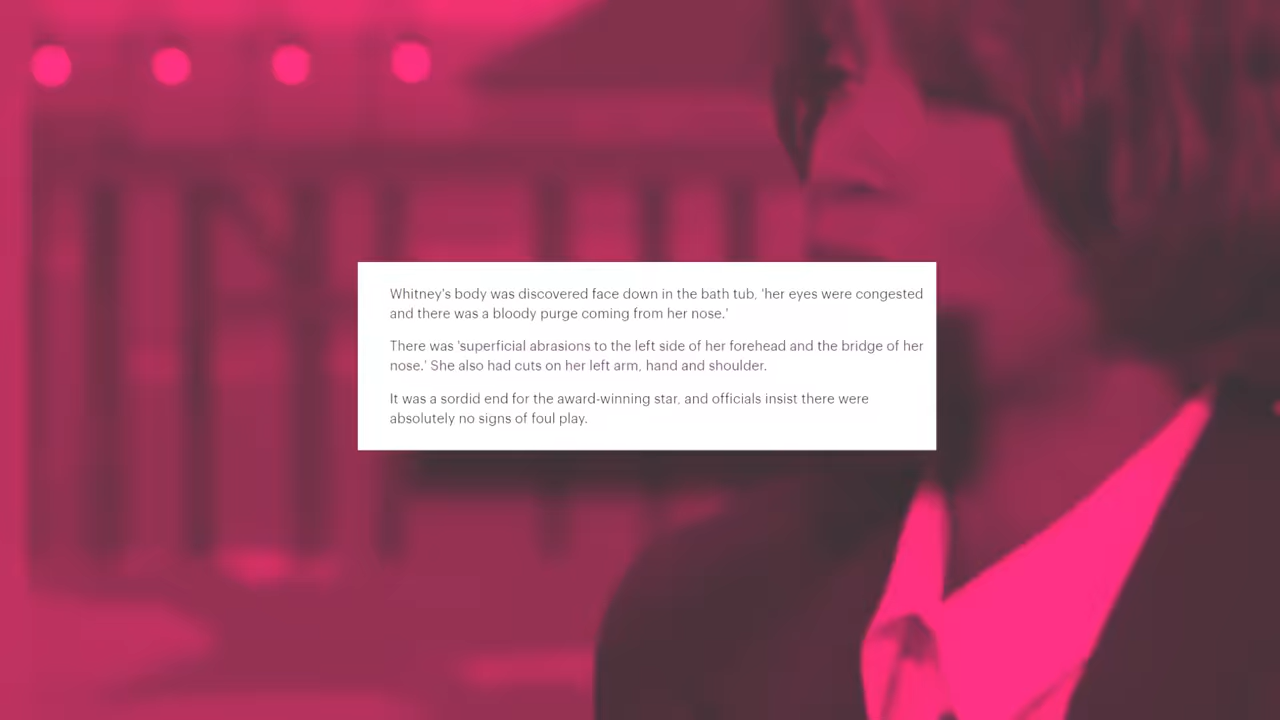 Whitney's body was discovered face down in the bath tub, 'her eyes were congested
and there was a bloody purge coming from her nose.'
There was 'superficial abrasions to the left side of her forehead and the bridge of her
nose.' She also had cuts on her left arm, hand and shoulder.
It was a sordid end for the award-winning star, and officials insist there were
absolutely no signs of foul play.